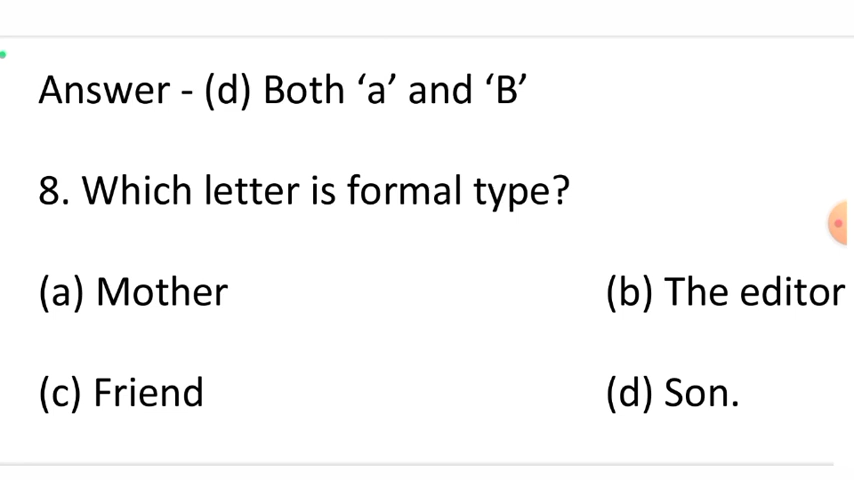 Answer - (d) Both ‘a’ and ‘B’
8. Which letter is formal type?
(a) Mother (b) The editor
(c) Friend (d) Son.